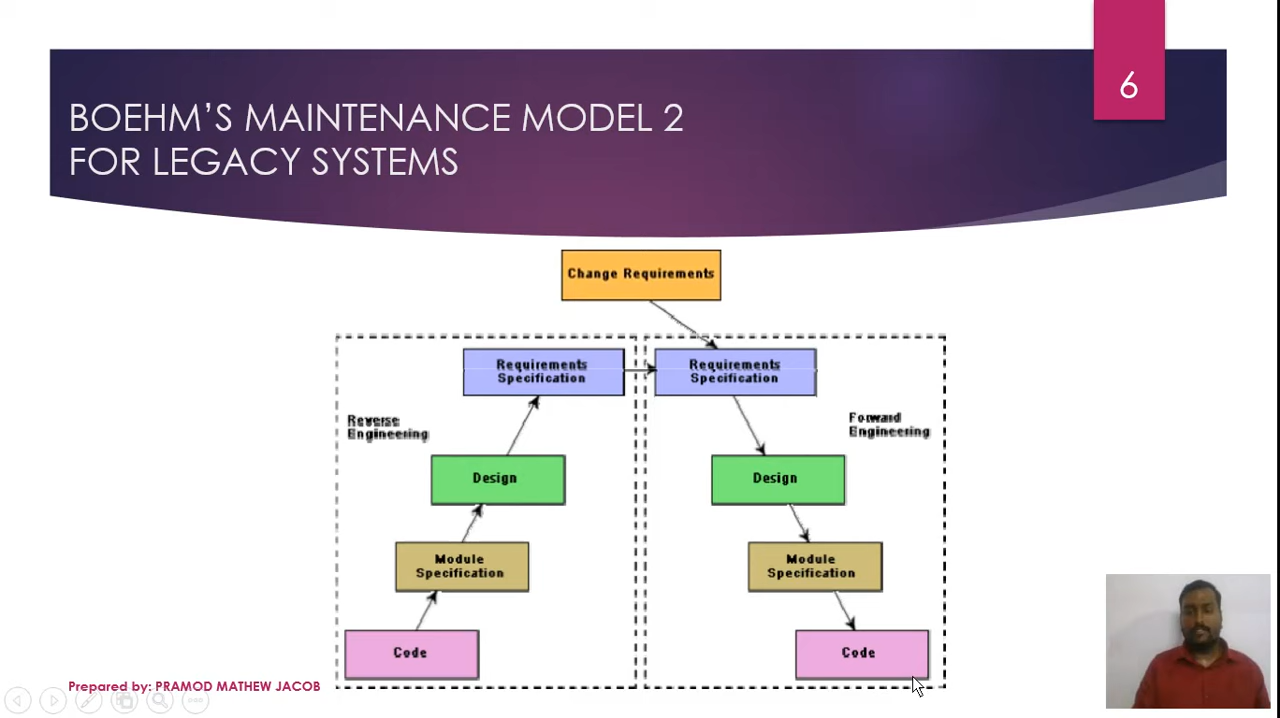 6
BOEHM'S MAINTENANCE MODEL 2
FOR LEGACY SYSTEMS
Change Requirements
Requirements
Specification
Requirements
Specification
Reverse
Engineering
Forward
Engineering
Design
Design
Module
Specification
Module
Specification
Code
Code
Prepared by: PRAMOD MATHEW JACOB